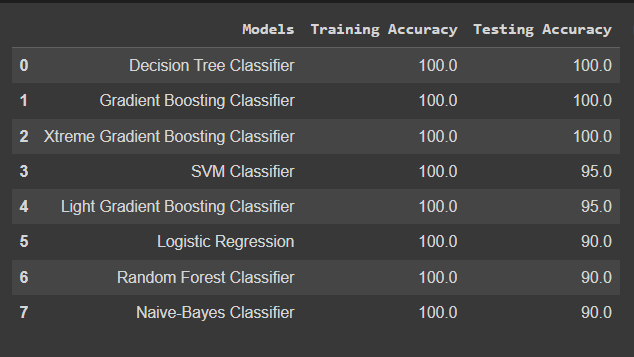 Models Training Accuracy Testing Accuracy
0 Decision Tree Classifier 100.0 100.0
1 Gradient Boosting Classifier 100.0 100.0
2 Xtreme Gradient Boosting Classifier 100.0 100.0
3 SVM Classifier 100.0 95.0
4 Light Gradient Boosting Classifier 100.0 95.0
5 Logistic Regression 100.0 90.0
6 Random Forest Classifier 100.0 90.0
7 Naive-Bayes Classifier 100.0 90.0